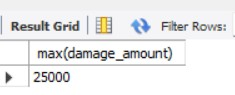 Result Grid Filter Rows:
max(damage_amount)
25000